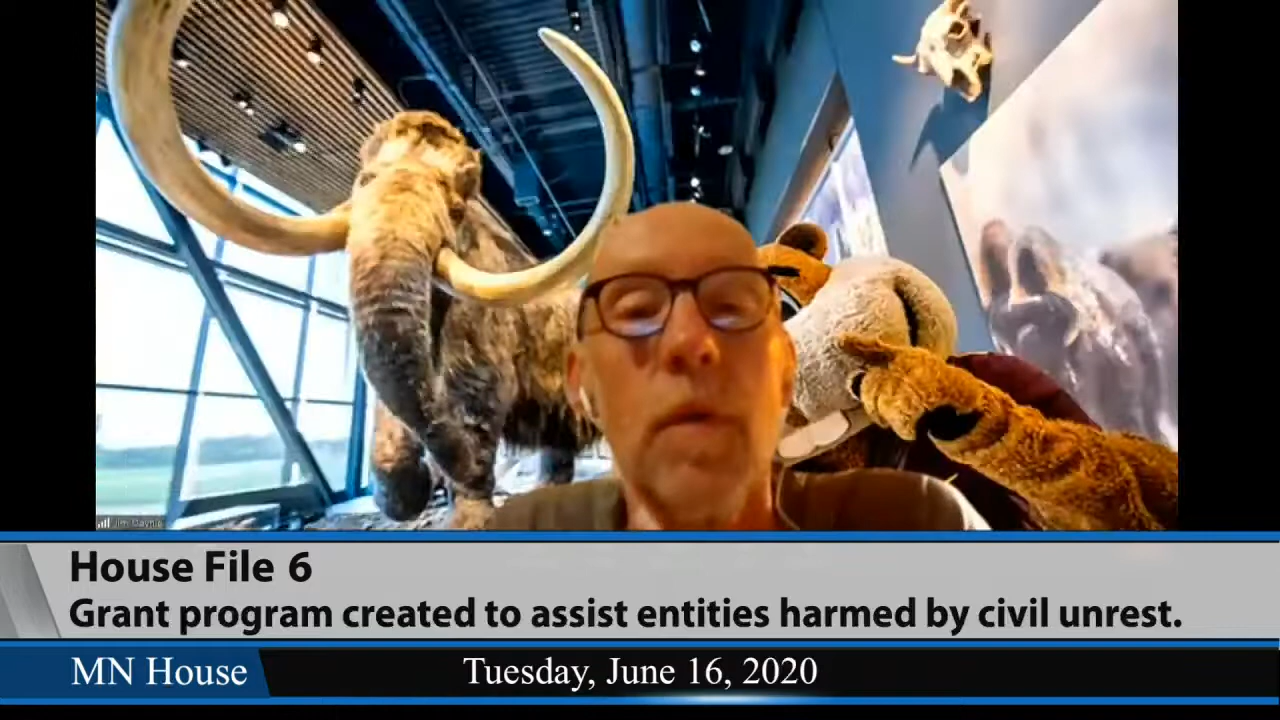 House File 6
Grant program created to assist entities harmed by civil unrest.
MN House
Tuesday, June 16, 2020